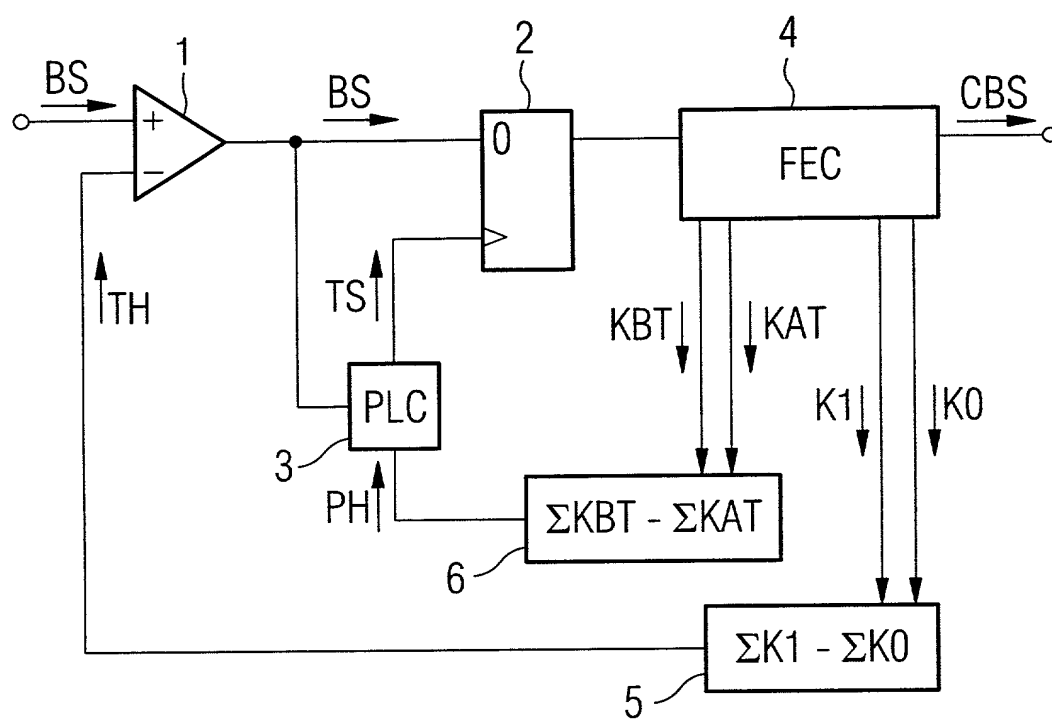 BS
1
+
−
BS
2
0
4
FEC
CBS
TH
TS
PLC
3
PH
KBT
KAT
K1
K0
ΣKBT - ΣKAT
6
ΣK1 - ΣK0
5